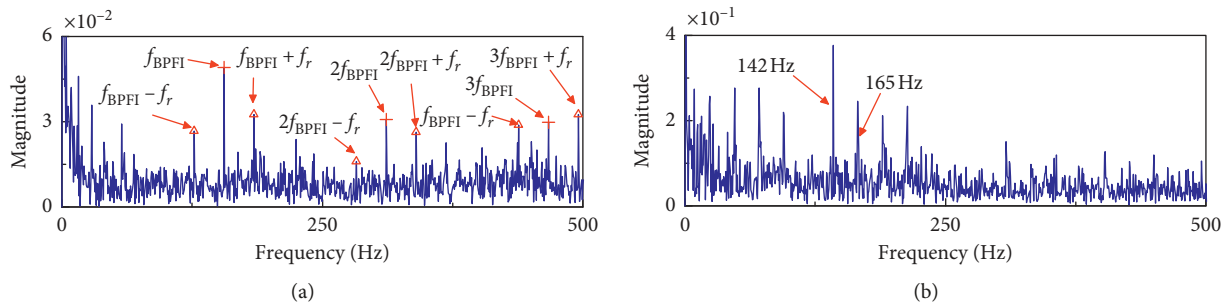 ×10⁻²
6
f_BPFI
f_BPFI + f_r
2f_BPFI
2f_BPFI + f_r
3f_BPFI + f_r
3f_BPFI
f_BPFI – f_r
2f_BPFI – f_r
f_BPFI – f_r
3
0
Magnitude
0
250
500
Frequency (Hz)
(a)
×10⁻¹
4
142 Hz
165 Hz
2
0
Magnitude
0
250
500
Frequency (Hz)
(b)